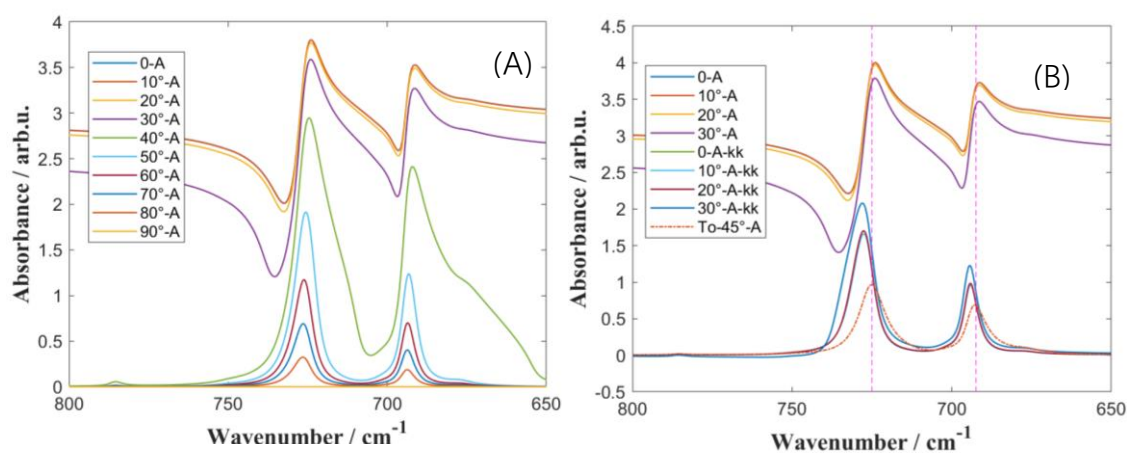 (A)
4
3.5
3
2.5
2
1.5
1
0.5
0
0-A
10°-A
20°-A
30°-A
40°-A
50°-A
60°-A
70°-A
80°-A
90°-A
Absorbance / arb.u.
800
750
700
650
Wavenumber / cm-1
(B)
4.5
4
3.5
3
2.5
2
1.5
1
0.5
0
-0.5
0-A
10°-A
20°-A
30°-A
0-A-kk
10°-A-kk
20°-A-kk
30°-A-kk
To-45°-A
Absorbance / arb.u.
800
750
700
650
Wavenumber / cm-1